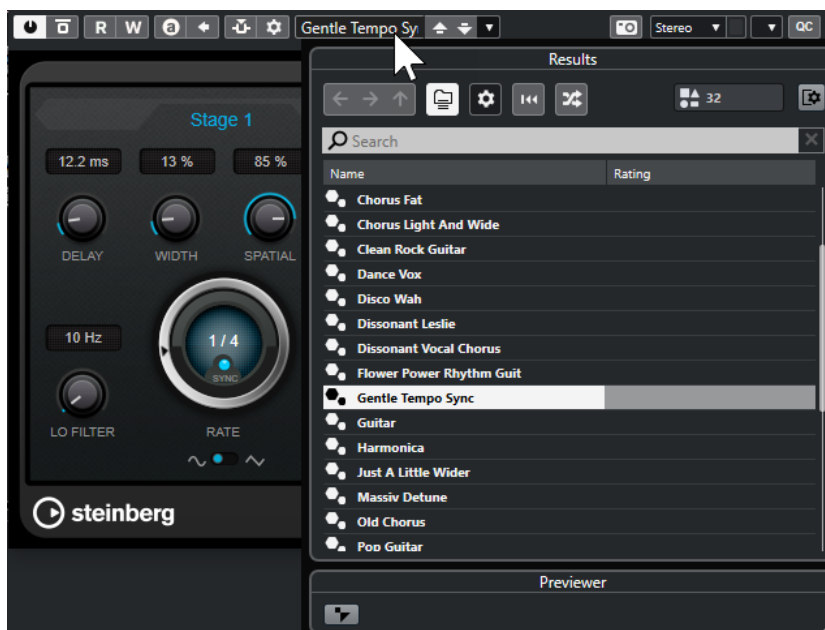 R W a Gentle Tempo Sy Stereo QC
Results
32
Search
Name Rating
Chorus Fat
Chorus Light And Wide
Clean Rock Guitar
Dance Vox
Disco Wah
Dissonant Leslie
Dissonant Vocal Chorus
Flower Power Rhythm Guit
Gentle Tempo Sync
Guitar
Harmonica
Just A Little Wider
Massiv Detune
Old Chorus
Pop Guitar
Previewer
Stage 1
12.2 ms 13 % 85 %
DELAY WIDTH SPATIAL
10 Hz 1/4
SYNC
LO FILTER RATE
steinberg